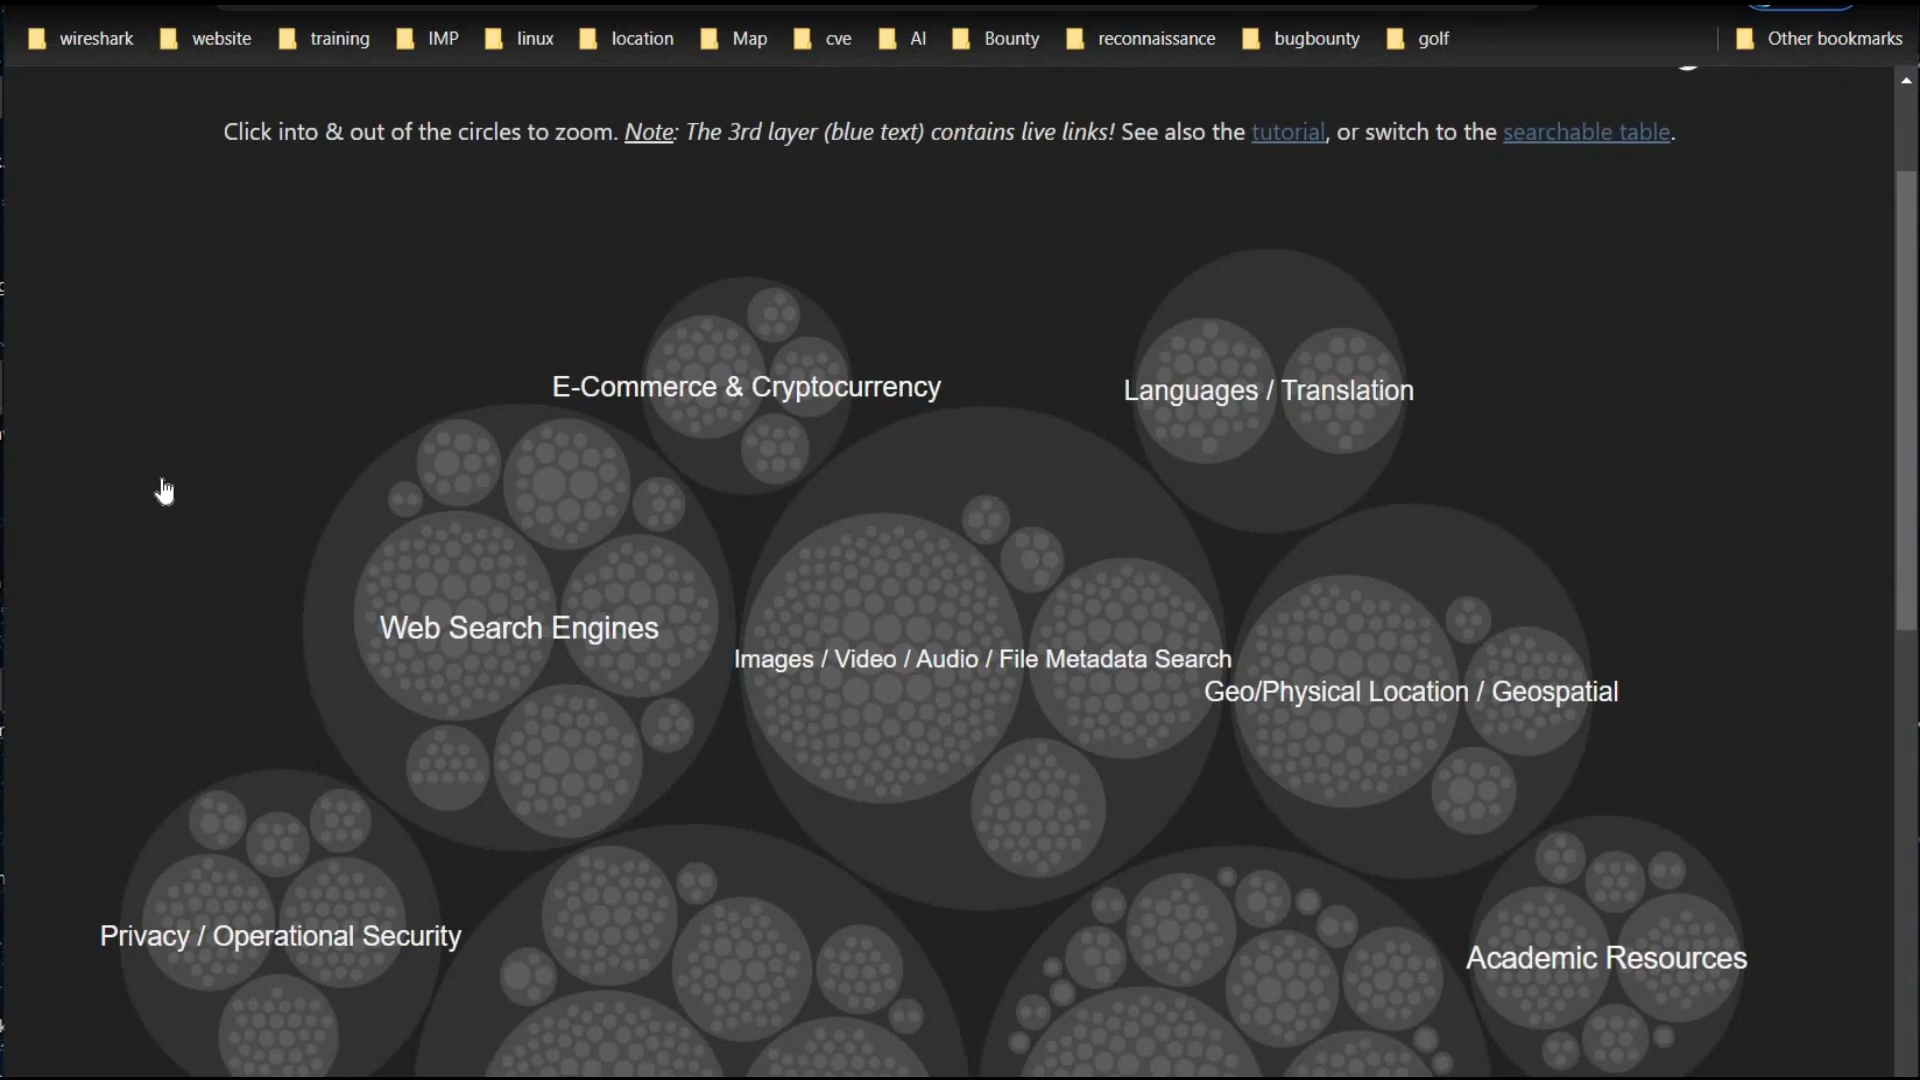 wireshark website training IMP linux location Map cve AI Bounty reconnaissance bugbounty golf Other bookmarks
Click into & out of the circles to zoom. Note: The 3rd layer (blue text) contains live links! See also the tutorial, or switch to the searchable table.
E-Commerce & Cryptocurrency
Languages / Translation
Web Search Engines
Images / Video / Audio / File Metadata Search
Geo/Physical Location / Geospatial
Privacy / Operational Security
Academic Resources